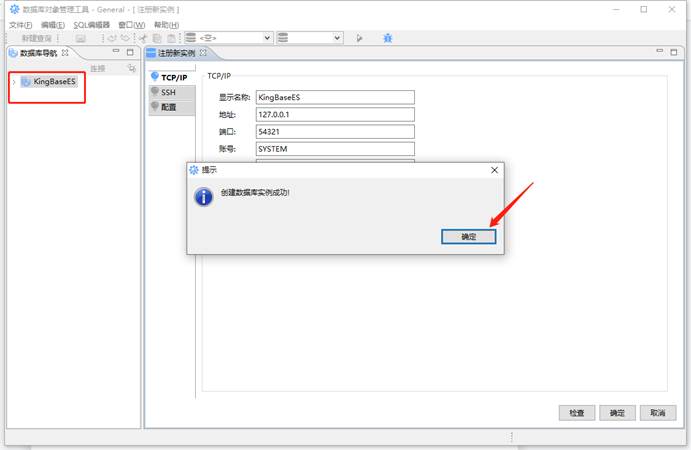 数据库对象管理工具 - General - [ 注册新实例 ]
文件(F) 编辑(E) SQL编辑器 窗口(W) 帮助(H)
新建查询 <空>
数据库导航
连接
KingBaseES
注册新实例
TCP/IP
SSH
配置
TCP/IP
显示名称: KingBaseES
地址: 127.0.0.1
端口: 54321
账号: SYSTEM
提示
创建数据库实例成功!
确定
检查 确定 取消